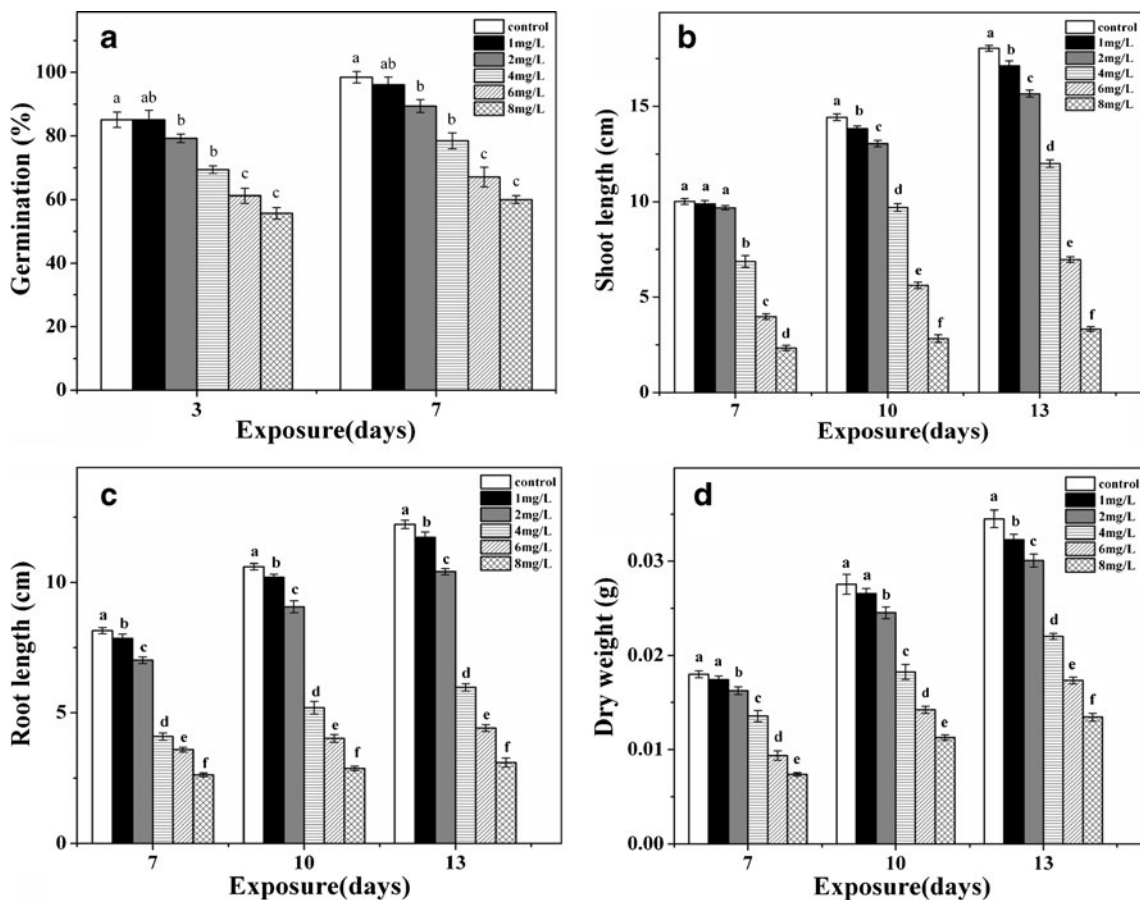 a
control
1mg/L
2mg/L
4mg/L
6mg/L
8mg/L
Germination (%)
100
80
60
40
20
0
a ab b b c c
a ab b b c c
3 7
Exposure(days)
b
control
1mg/L
2mg/L
4mg/L
6mg/L
8mg/L
Shoot length (cm)
15
10
5
0
a a a b c d
a b c d e f
a b c d e f
7 10 13
Exposure(days)
c
control
1mg/L
2mg/L
4mg/L
6mg/L
8mg/L
Root length (cm)
10
5
0
a b c d e f
a b c d e f
a b c d e f
7 10 13
Exposure(days)
d
control
1mg/L
2mg/L
4mg/L
6mg/L
8mg/L
Dry weight (g)
0.03
0.02
0.01
0.00
a a b c d e
a a b c d e
a b c d e f
7 10 13
Exposure(days)